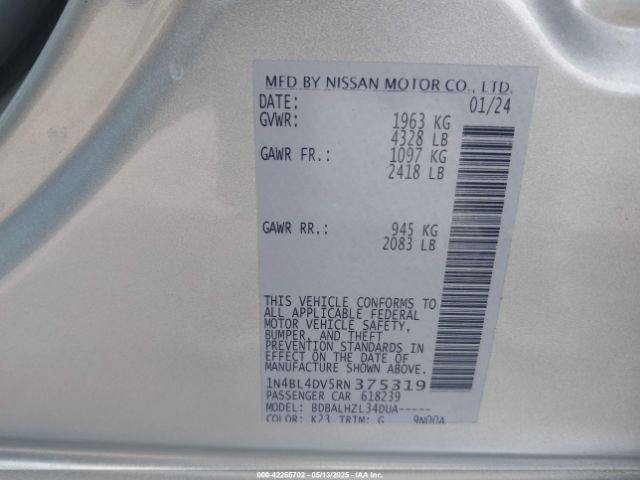 MFD BY NISSAN MOTOR CO., LTD.
DATE: 01/24
GVWR: 1963 KG
4328 LB
GAWR FR.: 1097 KG
2418 LB
GAWR RR.: 945 KG
2083 LB
THIS VEHICLE CONFORMS TO
ALL APPLICABLE FEDERAL
MOTOR VEHICLE SAFETY,
BUMPER, AND THEFT
PREVENTION STANDARDS IN
EFFECT ON THE DATE OF
MANUFACTURE SHOWN ABOVE.
1N4BL4DV5RN375319
PASSENGER CAR 618239
MODEL: BDBALHZL34DUA-----
COLOR: K23 TRIM: G 9N00A
000-42265702 - 05/13/2025 - © IAA Holdings, LLC